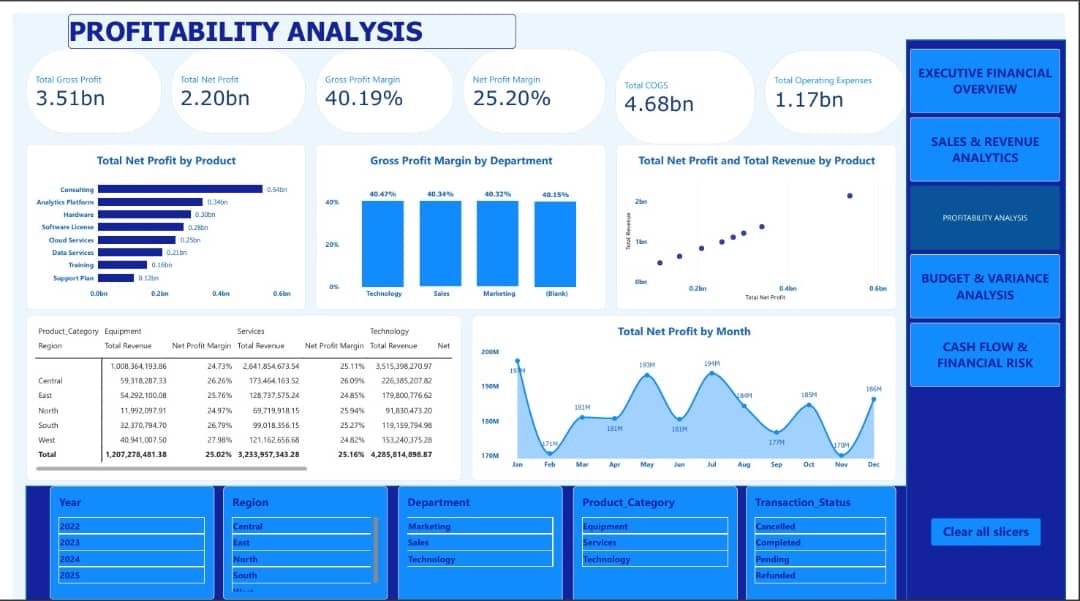 PROFITABILITY ANALYSIS
Total Gross Profit
3.51bn
Total Net Profit
2.20bn
Gross Profit Margin
40.19%
Net Profit Margin
25.20%
Total COGS
4.68bn
Total Operating Expenses
1.17bn
EXECUTIVE FINANCIAL
OVERVIEW
SALES & REVENUE
ANALYTICS
PROFITABILITY ANALYSIS
BUDGET & VARIANCE
ANALYSIS
CASH FLOW &
FINANCIAL RISK
Clear all slicers
Total Net Profit by Product
Consulting 0.54bn
Analytics Platform 0.34bn
Hardware 0.30bn
Software License 0.28bn
Cloud Services 0.25bn
Data Services 0.21bn
Training 0.16bn
Support Plan 0.12bn
0.0bn 0.2bn 0.4bn 0.6bn
Gross Profit Margin by Department
40.47% 40.34% 40.32% 40.15%
40%
20%
0%
Technology Sales Marketing (Blank)
Total Net Profit and Total Revenue by Product
2bn
1bn
0bn
Total Revenue
0.2bn 0.4bn 0.6bn
Total Net Profit
Product_Category Equipment Services Technology
Region Total Revenue Net Profit Margin Total Revenue Net Profit Margin Total Revenue Net
1,008,364,193.86 24.73% 2,641,854,673.54 25.11% 3,515,398,270.97
Central 59,318,287.33 26.26% 173,464,163.52 26.09% 226,385,207.82
East 54,292,100.08 25.76% 128,737,575.24 24.85% 179,800,776.62
North 11,992,097.91 24.97% 69,719,918.15 25.94% 91,830,473.20
South 32,370,794.70 26.79% 99,018,356.15 25.27% 119,159,794.98
West 40,941,007.50 27.98% 121,162,656.68 24.82% 153,240,375.28
Total 1,207,278,481.38 25.02% 3,233,957,343.28 25.16% 4,285,814,898.87
Total Net Profit by Month
200M
190M
180M
170M
171M
181M
181M
193M
181M
194M
184M
177M
185M
170M
186M
Jan Feb Mar Apr May Jun Jul Aug Sep Oct Nov Dec
Year
2022
2023
2024
2025
Region
Central
East
North
South
Department
Marketing
Sales
Technology
Product_Category
Equipment
Services
Technology
Transaction_Status
Cancelled
Completed
Pending
Refunded